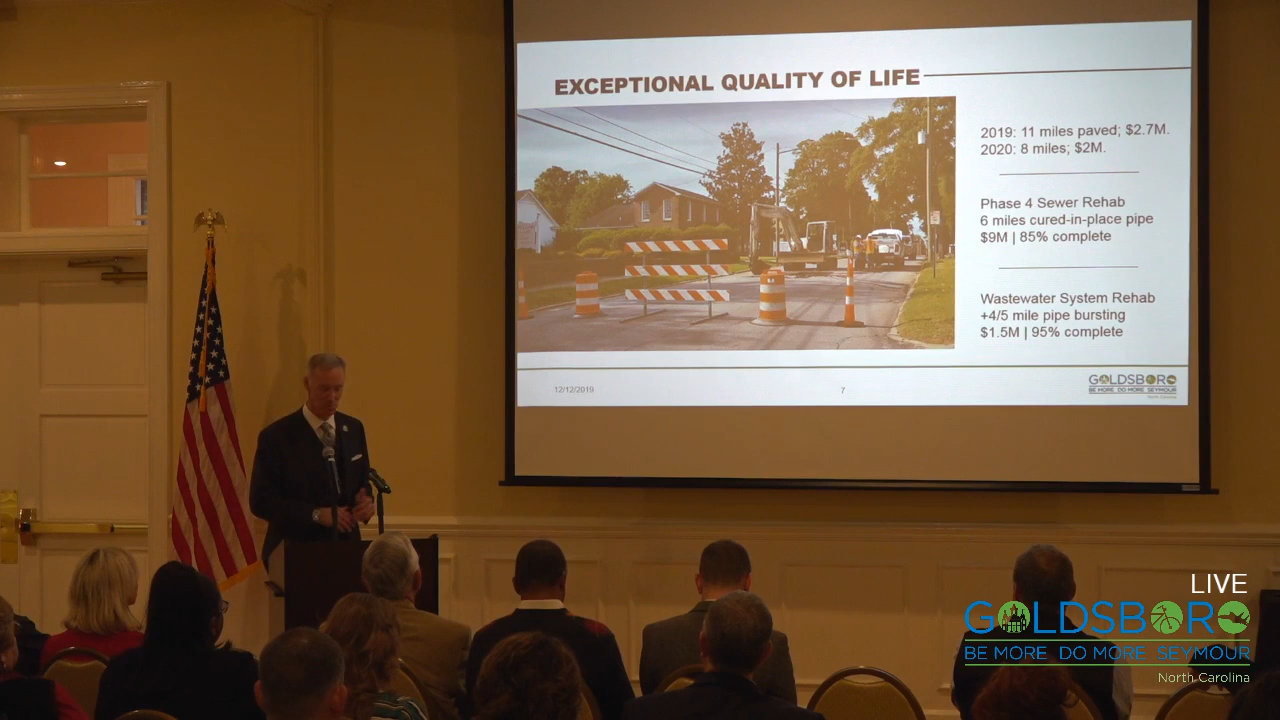 EXCEPTIONAL QUALITY OF LIFE
2019: 11 miles paved; $2.7M.
2020: 8 miles; $2M.
Phase 4 Sewer Rehab
6 miles cured-in-place pipe
$9M | 85% complete
Wastewater System Rehab
+4/5 mile pipe bursting
$1.5M | 95% complete
12/12/2019
7
GOLDSBORO
BE MORE DO MORE SEYMOUR
North Carolina
LIVE
GOLDSBORO
BE MORE DO MORE SEYMOUR
North Carolina